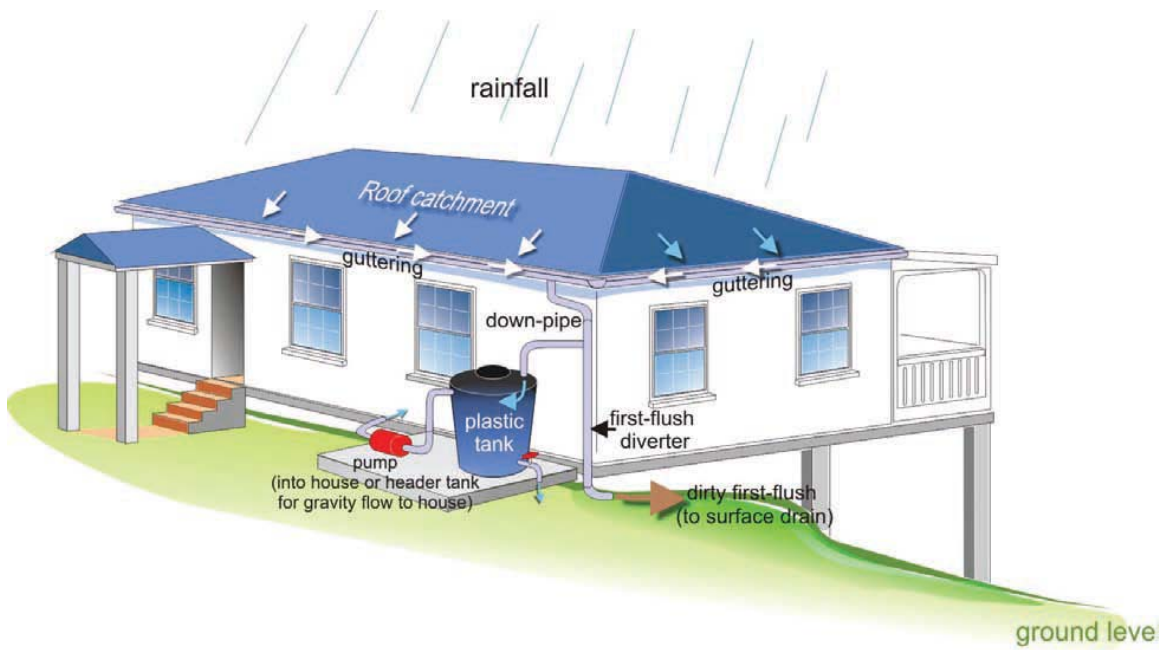 rainfall
Roof catchment
guttering
guttering
down-pipe
plastic
tank
first-flush
diverter
pump
(into house or header tank
for gravity flow to house)
dirty first-flush
(to surface drain)
ground level